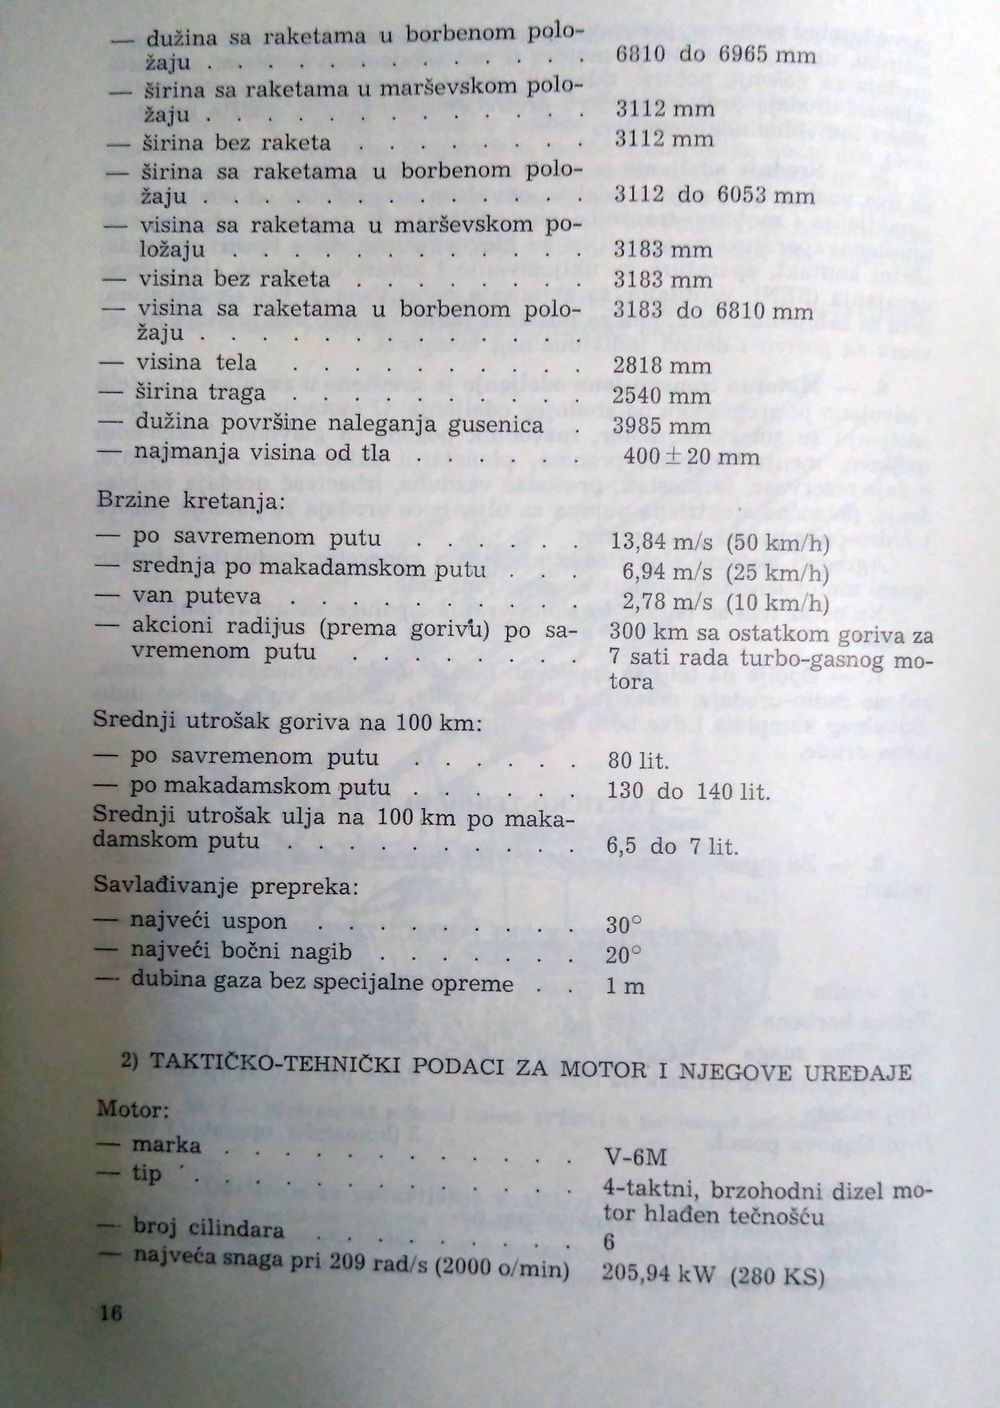 — dužina sa raketama u borbenom polo-
žaju . . . . . . . . . . . . . . 6810 do 6965 mm
— širina sa raketama u marševskom polo-
žaju . . . . . . . . . . . . . . 3112 mm
— širina bez raketa . . . . . . . . 3112 mm
— širina sa raketama u borbenom polo-
žaju . . . . . . . . . . . . . . 3112 do 6053 mm
— visina sa raketama u marševskom po-
ložaju . . . . . . . . . . . . 3183 mm
— visina bez raketa . . . . . . . . 3183 mm
— visina sa raketama u borbenom polo- 3183 do 6810 mm
žaju . . . . . . . . . . . . .
— visina tela . . . . . . . . . . 2818 mm
— širina traga . . . . . . . . . . 2540 mm
— dužina površine naleganja gusenica . 3985 mm
— najmanja visina od tla . . . . . . 400 ± 20 mm
Brzine kretanja:
— po savremenom putu . . . . . . 13,84 m/s (50 km/h)
— srednja po makadamskom putu . . . 6,94 m/s (25 km/h)
— van puteva . . . . . . . . . . 2,78 m/s (10 km/h)
— akcioni radijus (prema gorivu) po sa- 300 km sa ostatkom goriva za
vremenom putu . . . . . . . . 7 sati rada turbo-gasnog mo-
tora
Srednji utrošak goriva na 100 km:
— po savremenom putu . . . . . . 80 lit.
— po makadamskom putu . . . . . . 130 do 140 lit.
Srednji utrošak ulja na 100 km po maka-
damskom putu . . . . . . . . . . 6,5 do 7 lit.
Savlađivanje prepreka:
— najveći uspon . . . . . . . . . 30°
— najveći bočni nagib . . . . . . . 20°
— dubina gaza bez specijalne opreme . . 1 m
2) TAKTIČKO-TEHNIČKI PODACI ZA MOTOR I NJEGOVE UREĐAJE
Motor:
— marka . . . . . . . . . . . . V-6M
— tip . . . . . . . . . . . . . 4-taktni, brzohodni dizel mo-
tor hlađen tečnošću
— broj cilindara . . . . . . . . . 6
— najveća snaga pri 209 rad/s (2000 o/min) 205,94 kW (280 KS)
16